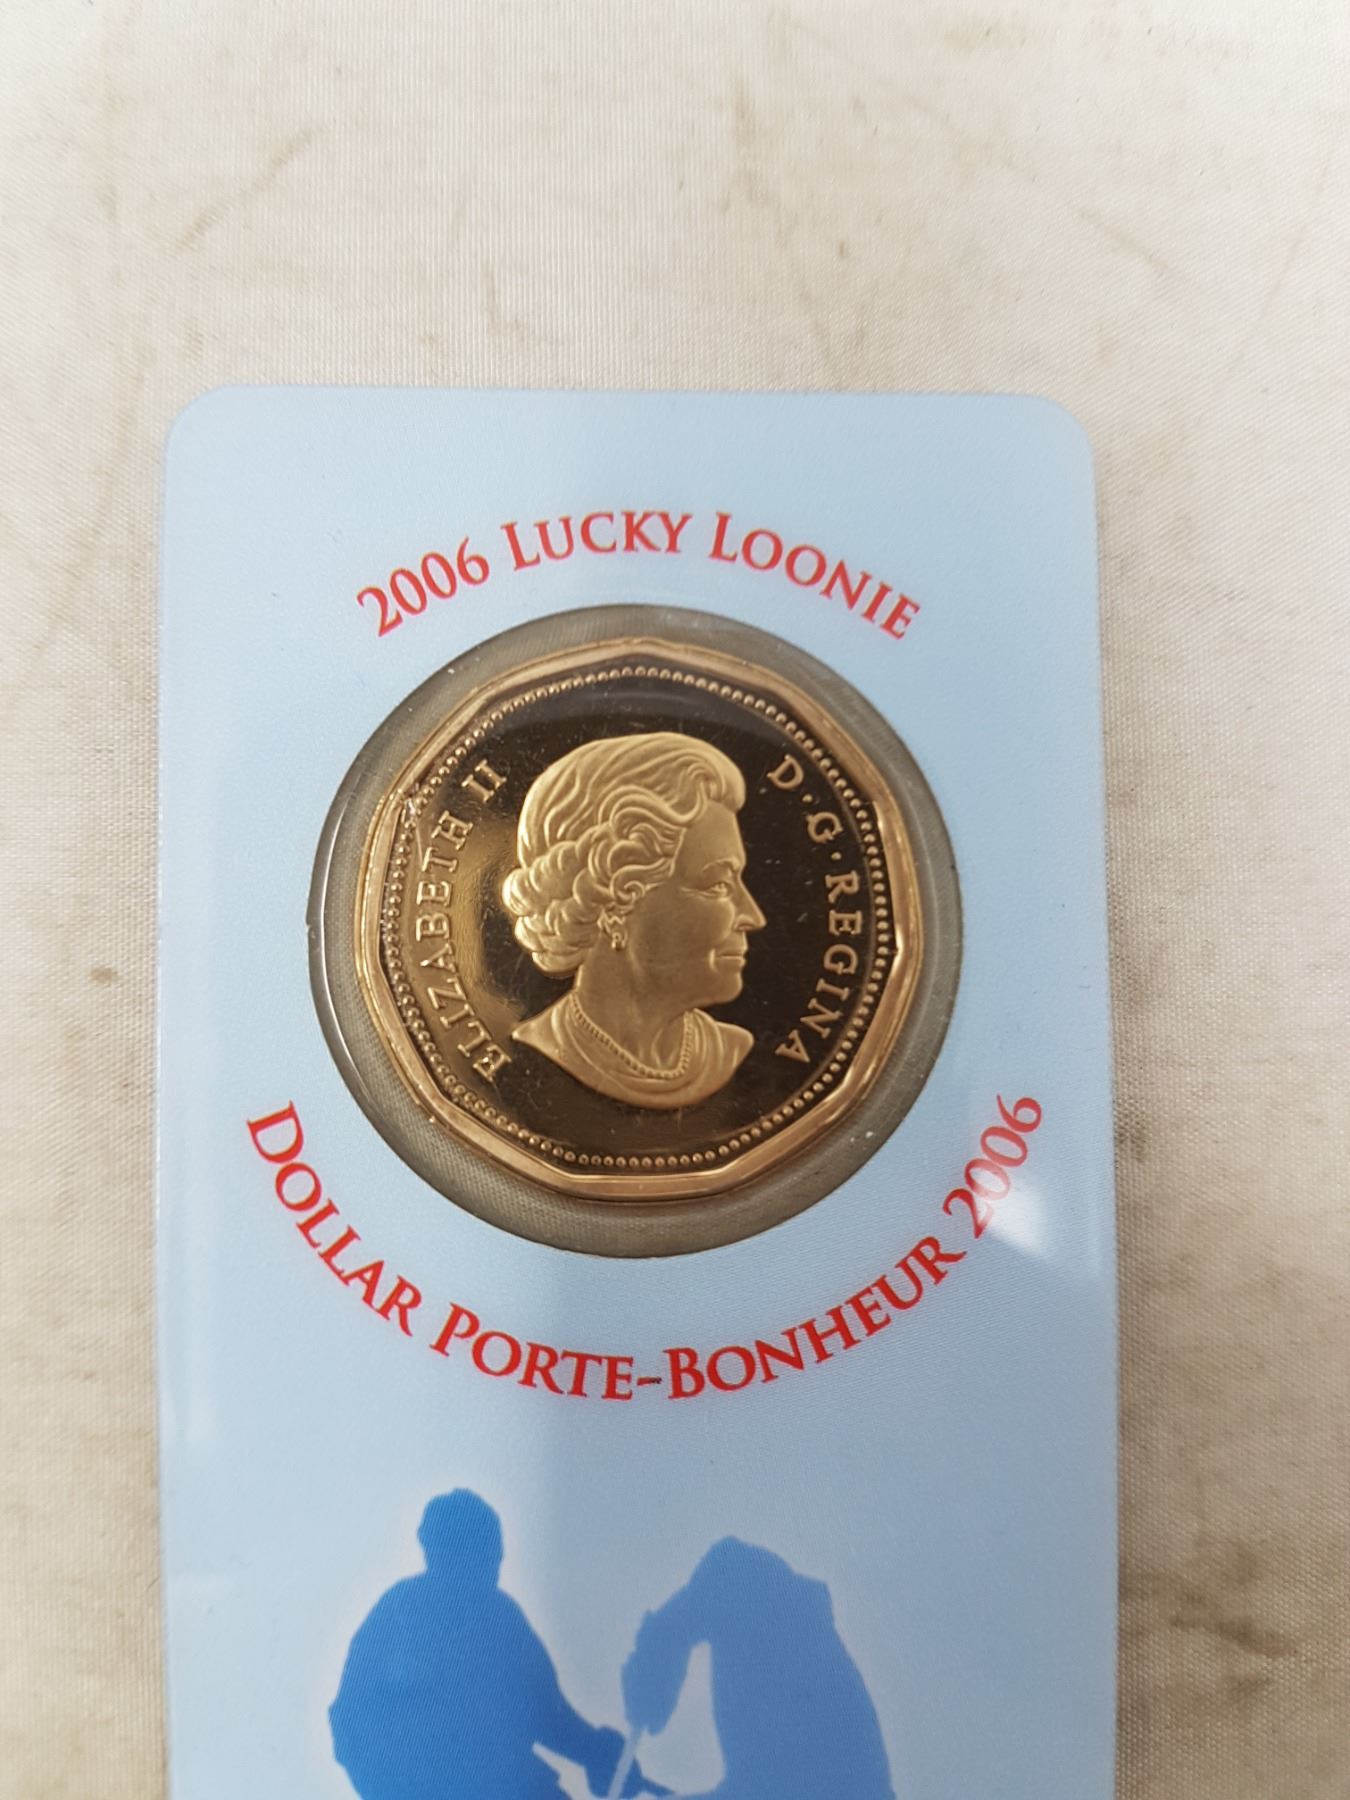 2006 LUCKY LOONIE
ELIZABETH II
D·G·REGINA
DOLLAR PORTE-BONHEUR 2006